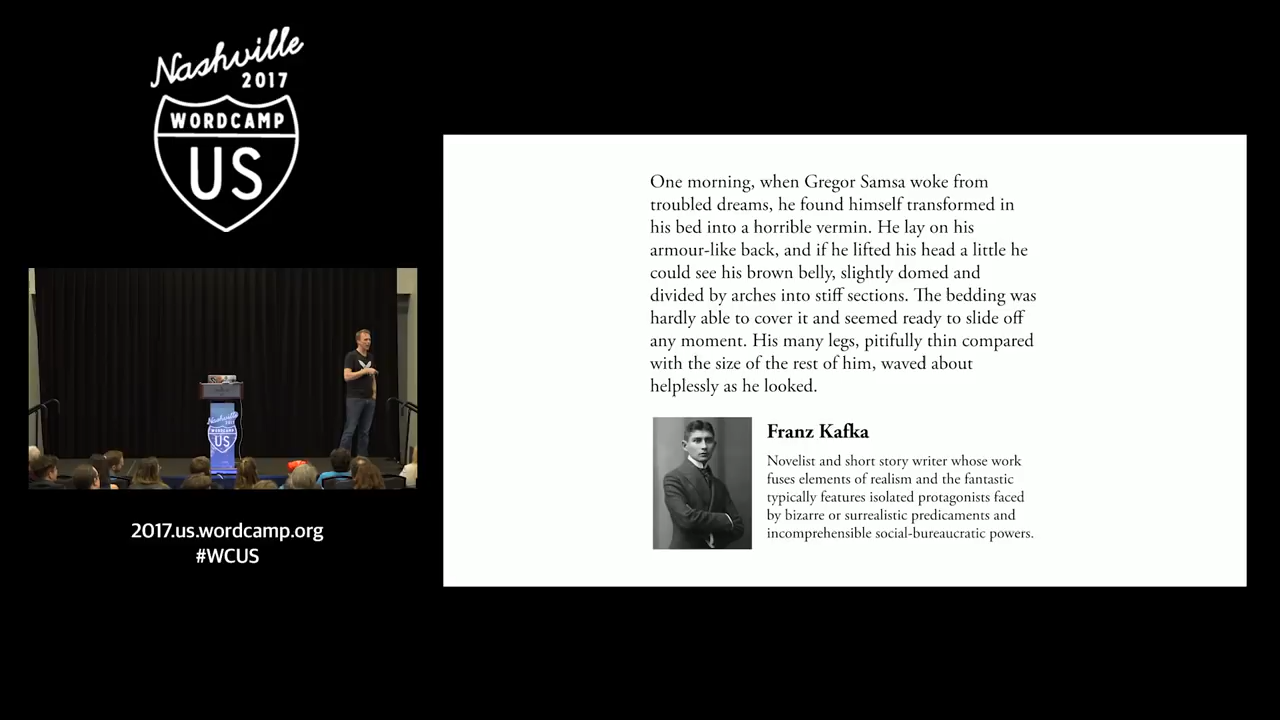 Nashville
2017
WORDCAMP
US
One morning, when Gregor Samsa woke from
troubled dreams, he found himself transformed in
his bed into a horrible vermin. He lay on his
armour-like back, and if he lifted his head a little he
could see his brown belly, slightly domed and
divided by arches into stiff sections. The bedding was
hardly able to cover it and seemed ready to slide off
any moment. His many legs, pitifully thin compared
with the size of the rest of him, waved about
helplessly as he looked.
Franz Kafka
Novelist and short story writer whose work
fuses elements of realism and the fantastic
typically features isolated protagonists faced
by bizarre or surrealistic predicaments and
incomprehensible social-bureaucratic powers.
Nashville
2017
WORDCAMP
US
2017.us.wordcamp.org
#WCUS